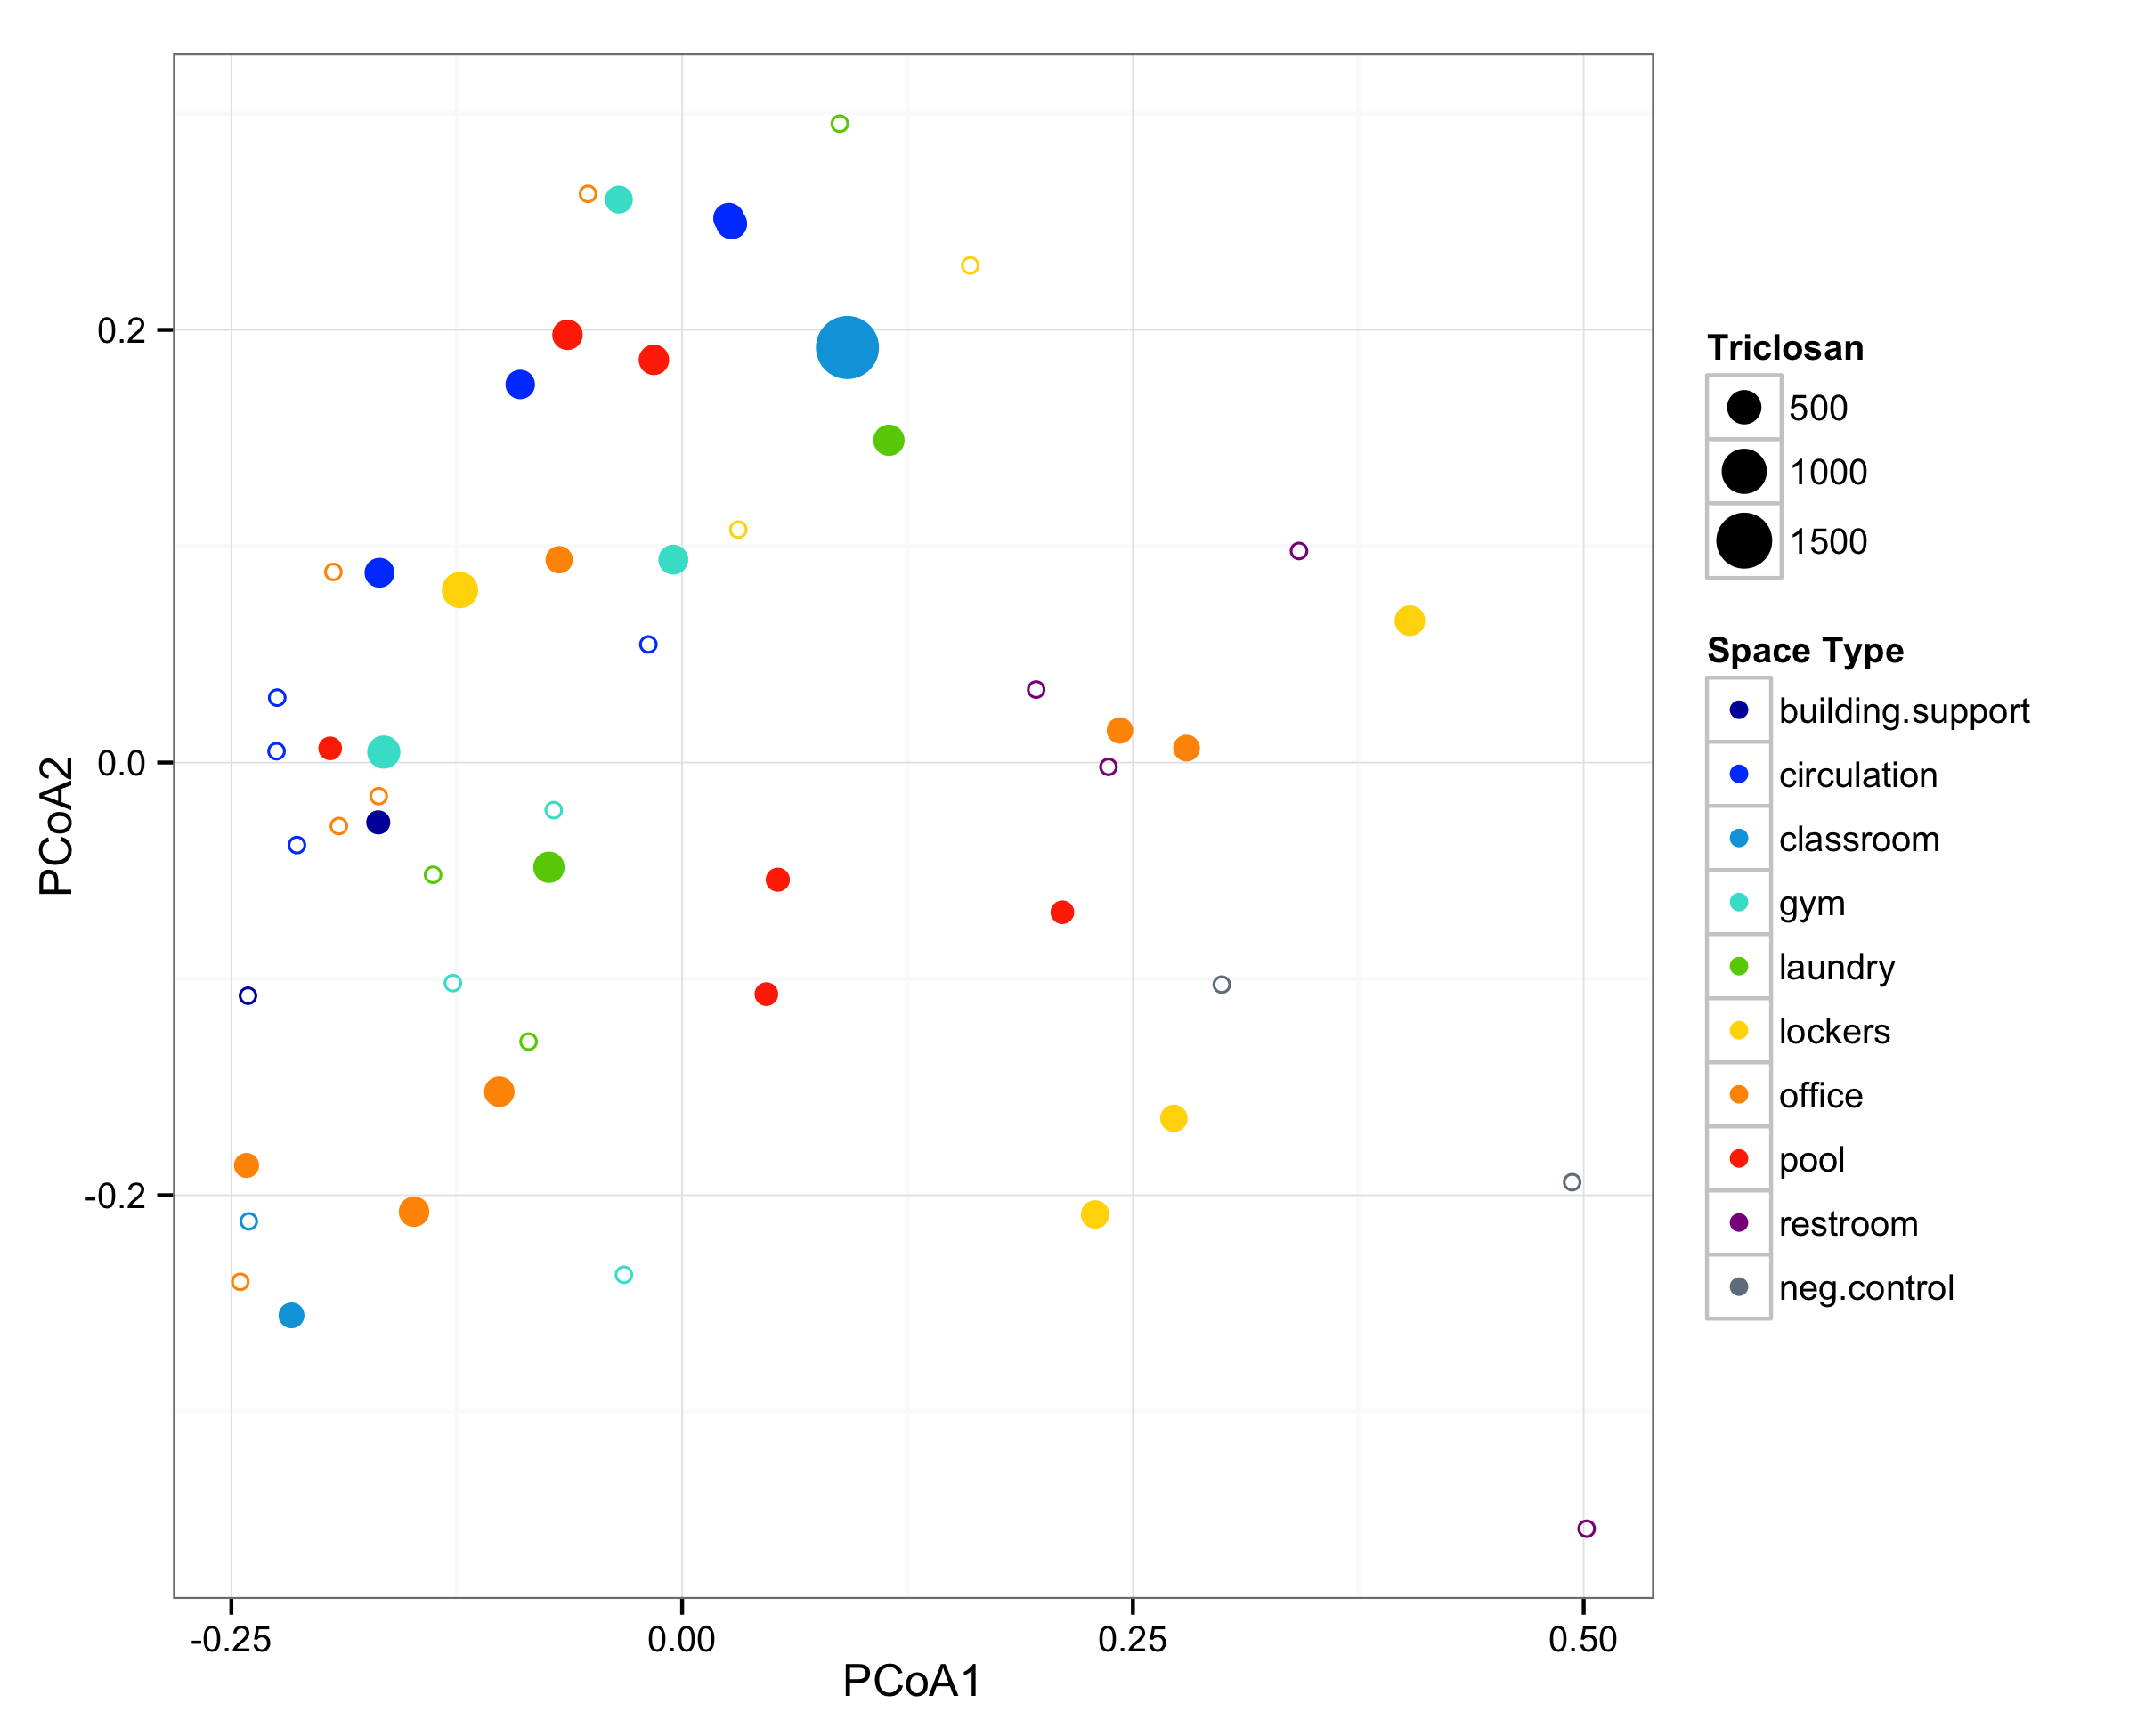 PCoA2
0.2
0.0
-0.2
-0.25
0.00
0.25
0.50
PCoA1
Triclosan
500
1000
1500
Space Type
building.support
circulation
classroom
gym
laundry
lockers
office
pool
restroom
neg.control